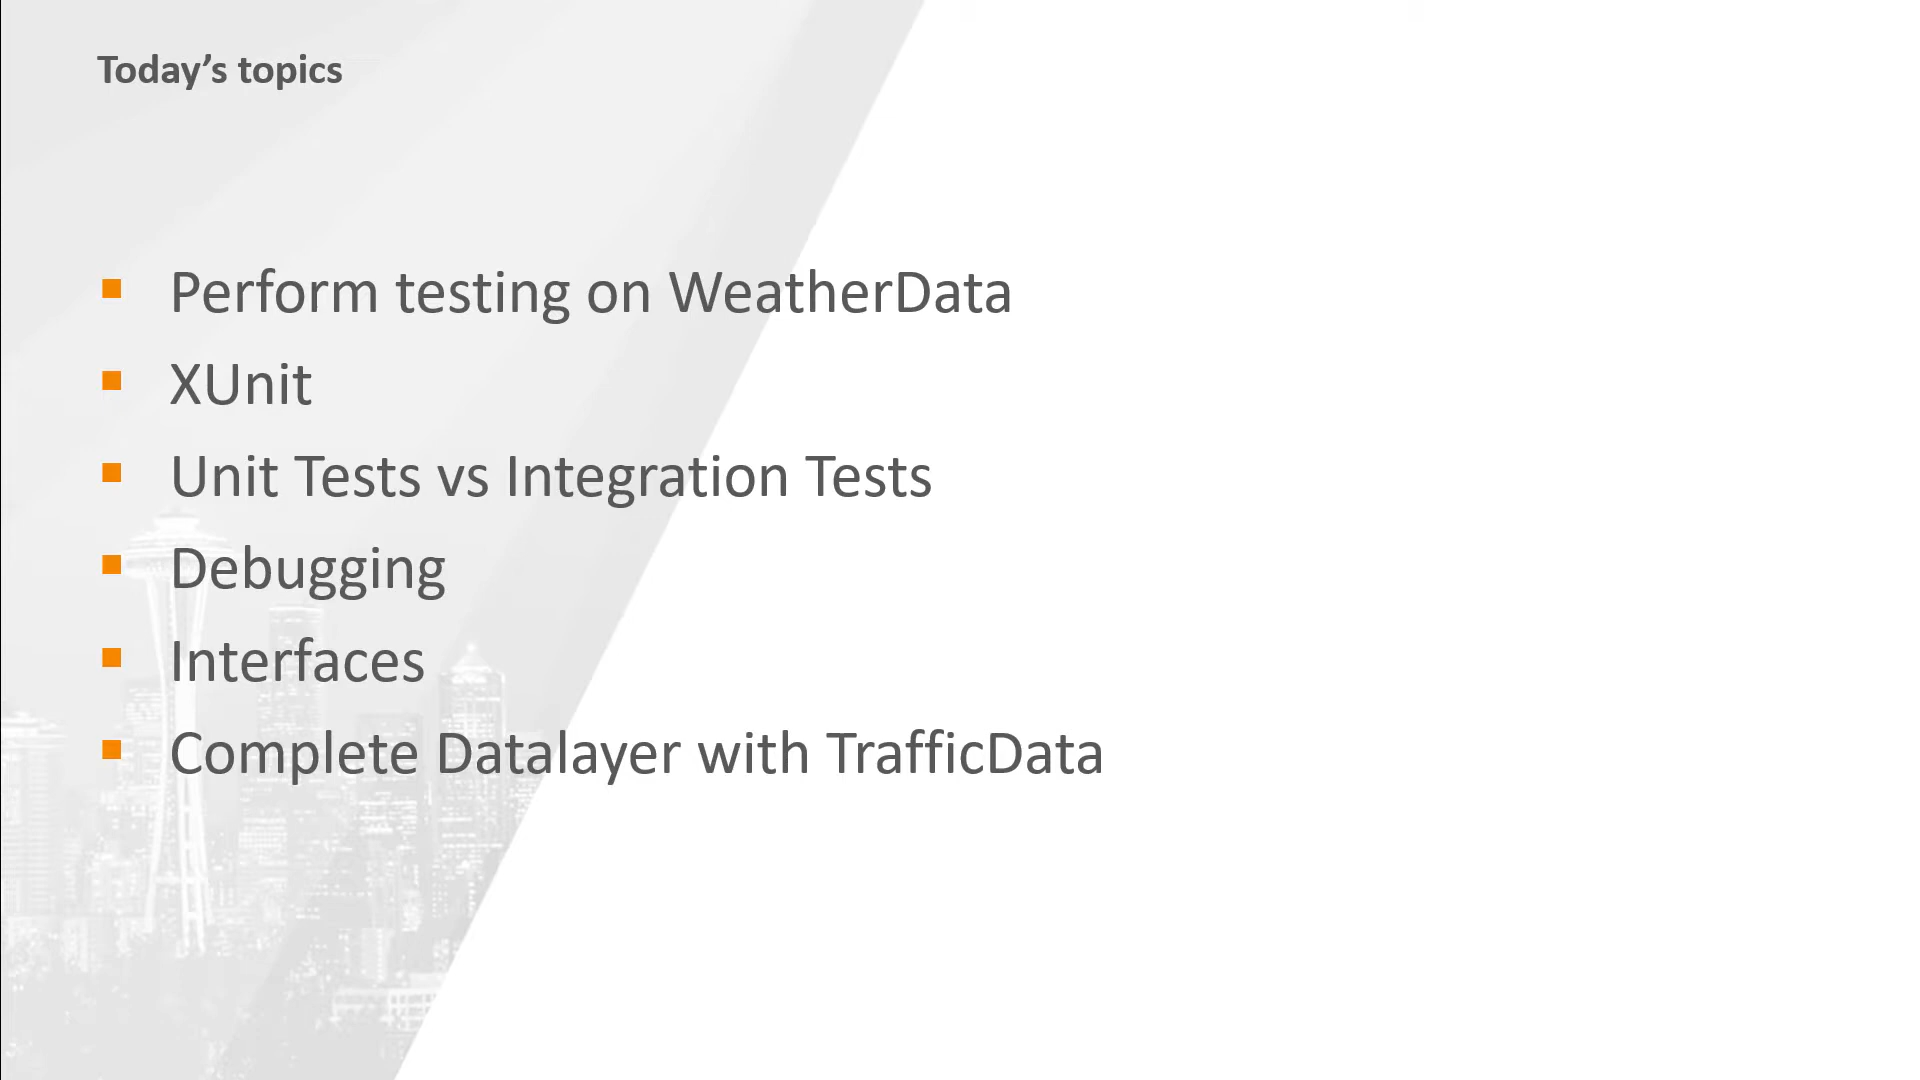 Today’s topics
Perform testing on WeatherData
XUnit
Unit Tests vs Integration Tests
Debugging
Interfaces
Complete Datalayer with TrafficData